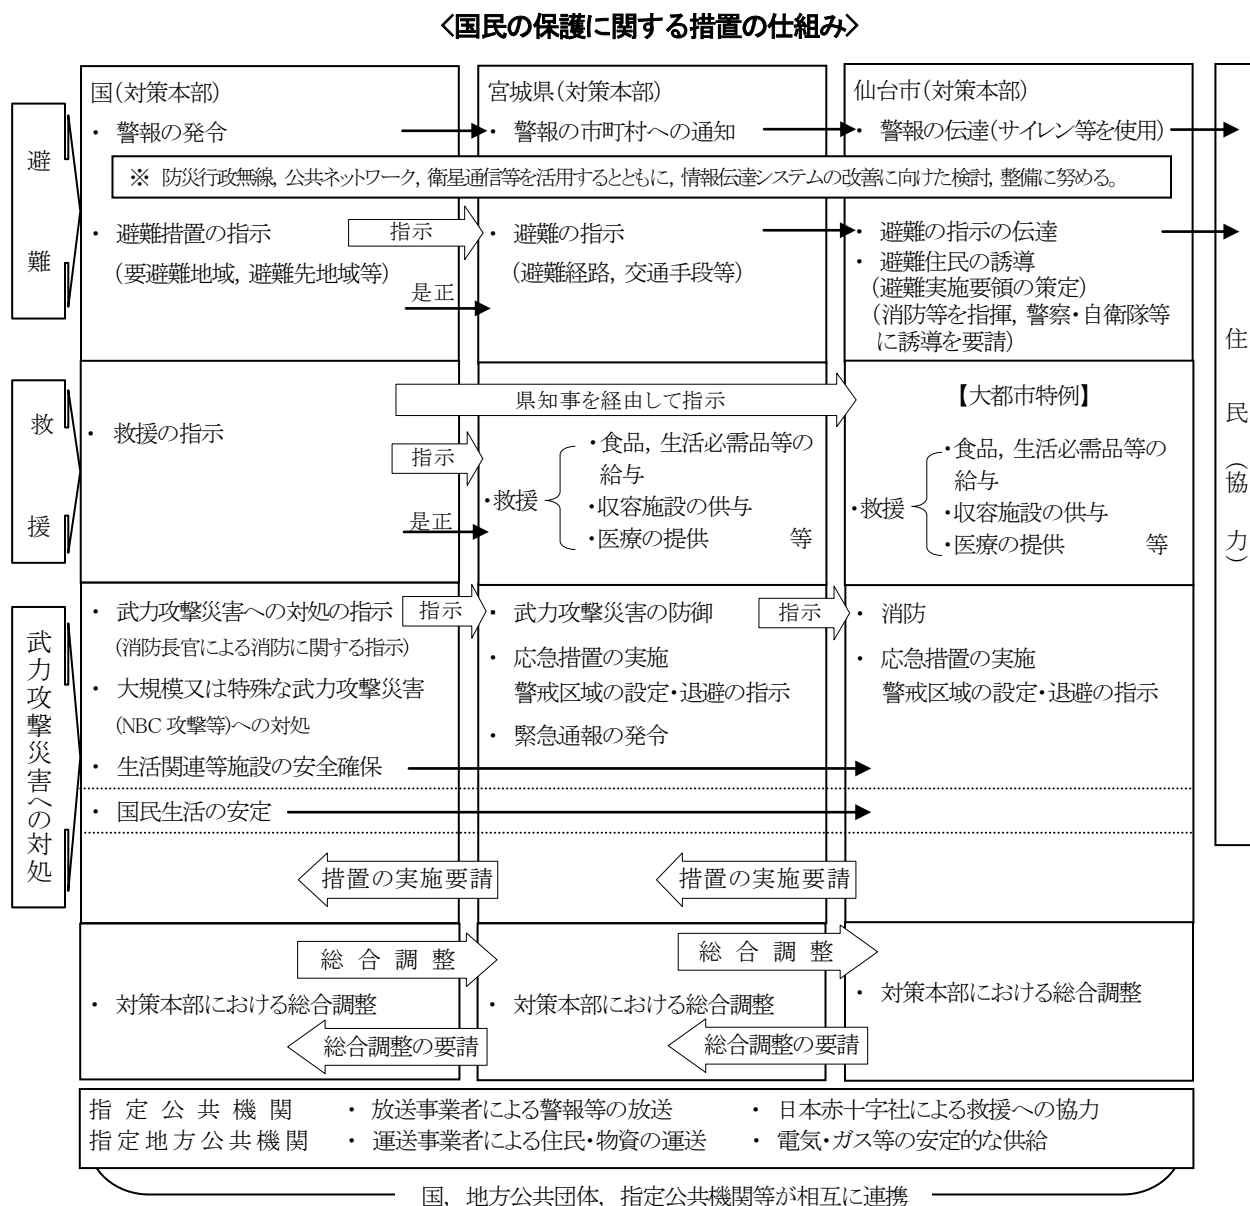 〈国民の保護に関する措置の仕組み〉
避難
国(対策本部)
・ 警報の発令
宮城県(対策本部)
・ 警報の市町村への通知
仙台市(対策本部)
・ 警報の伝達(サイレン等を使用)
※ 防災行政無線, 公共ネットワーク, 衛星通信等を活用するとともに, 情報伝達システムの改善に向けた検討, 整備に努める。
・ 避難措置の指示
(要避難地域, 避難先地域等)
指示
是正
・ 避難の指示
(避難経路, 交通手段等)
・ 避難の指示の伝達
・ 避難住民の誘導
(避難実施要領の策定)
(消防等を指揮, 警察・自衛隊等
に誘導を要請)
住民(協力)
救援
・ 救援の指示
県知事を経由して指示
指示
是正
・救援
・食品, 生活必需品等の
給与
・収容施設の供与
・医療の提供 等
【大都市特例】
・救援
・食品, 生活必需品等の
給与
・収容施設の供与
・医療の提供 等
武力攻撃災害への対処
・ 武力攻撃災害への対処の指示
(消防長官による消防に関する指示)
・ 大規模又は特殊な武力攻撃災害
(NBC 攻撃等)への対処
・ 生活関連等施設の安全確保
・ 国民生活の安定
指示
・ 武力攻撃災害の防御
・ 応急措置の実施
警戒区域の設定・退避の指示
・ 緊急通報の発令
指示
・ 消防
・ 応急措置の実施
警戒区域の設定・退避の指示
措置の実施要請
措置の実施要請
総合調整
総合調整
・ 対策本部における総合調整
・ 対策本部における総合調整
・ 対策本部における総合調整
総合調整の要請
総合調整の要請
指定公共機関 ・ 放送事業者による警報等の放送 ・ 日本赤十字社による救援への協力
指定地方公共機関 ・ 運送事業者による住民・物資の運送 ・ 電気・ガス等の安定的な供給
国, 地方公共団体, 指定公共機関等が相互に連携